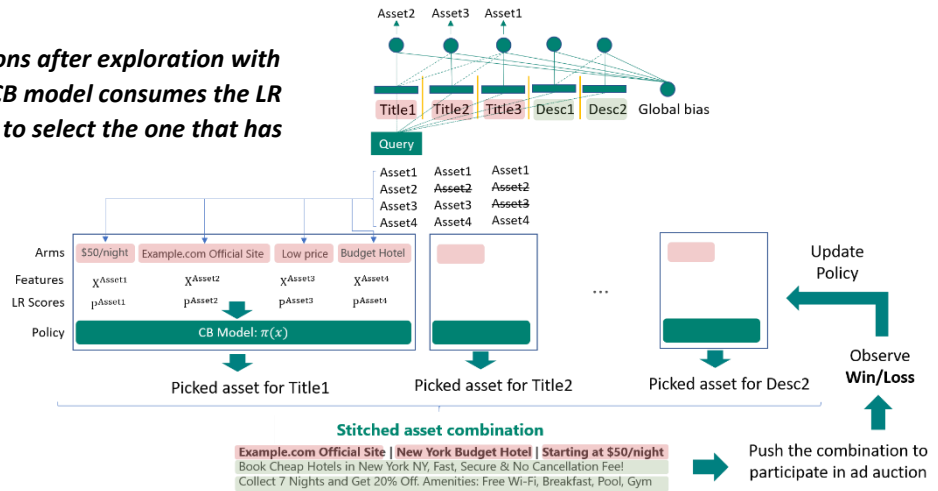 ons after exploration with
CB model consumes the LR
to select the one that has
Asset2 Asset3 Asset1
Title1 Title2 Title3 Desc1 Desc2 Global bias
Query
Asset1 Asset1 Asset1
Asset2 Asset2 Asset2
Asset3 Asset3 Asset3
Asset4 Asset4 Asset4
Arms $50/night Example.com Official Site Low price Budget Hotel
Features X^Asset1 X^Asset2 X^Asset3 X^Asset4
LR Scores P^Asset1 P^Asset2 P^Asset3 P^Asset4
Policy CB Model: π(x)
...
Update
Policy
Picked asset for Title1 Picked asset for Title2 Picked asset for Desc2
Observe
Win/Loss
Stitched asset combination
Example.com Official Site | New York Budget Hotel | Starting at $50/night
Book Cheap Hotels in New York NY, Fast, Secure & No Cancellation Fee!
Collect 7 Nights and Get 20% Off. Amenities: Free Wi-Fi, Breakfast, Pool, Gym
Push the combination to
participate in ad auction